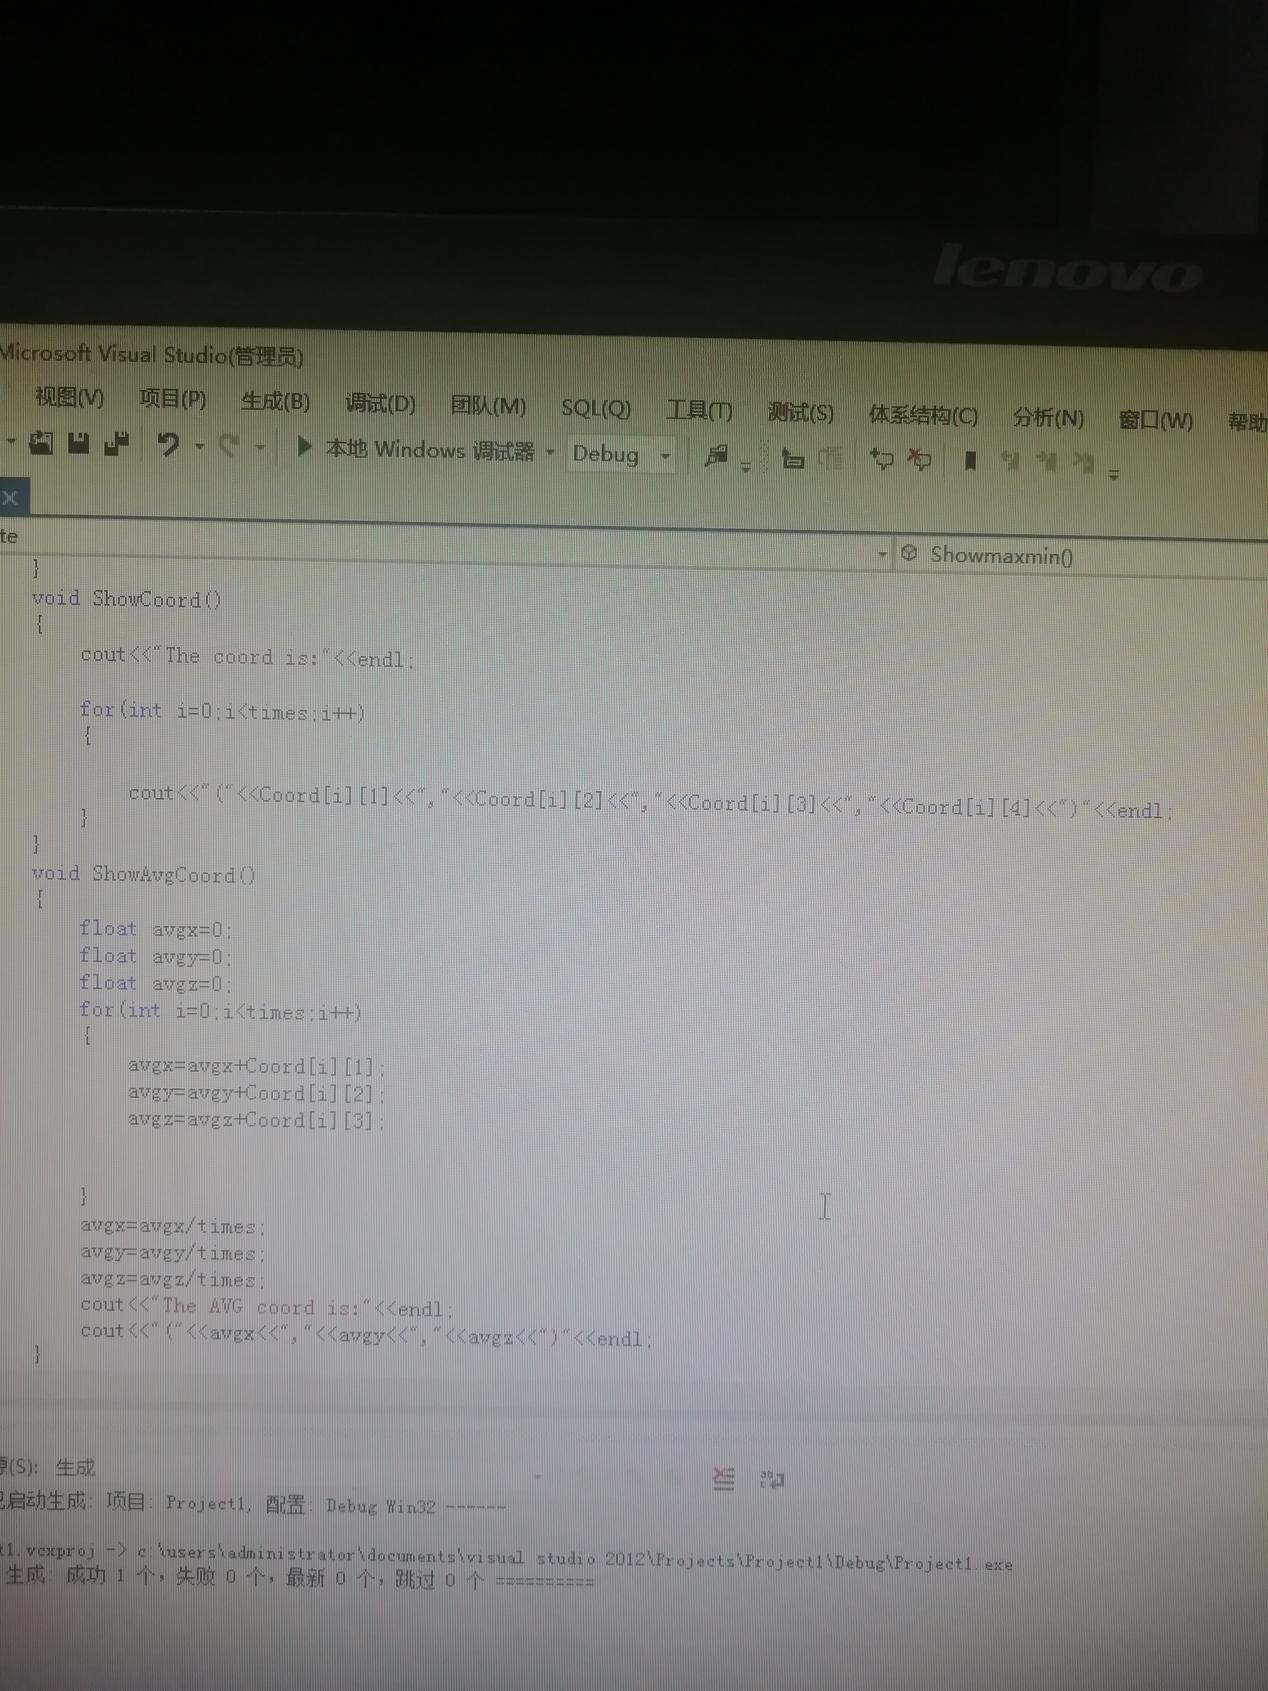 lenovo
Microsoft Visual Studio(管理员)
视图(V) 项目(P) 生成(B) 调试(D) 团队(M) SQL(Q) 工具(T) 测试(S) 体系结构(C) 分析(N) 窗口(W) 帮助
本地 Windows 调试器 Debug
te Showmaxmin()
}
void ShowCoord()
{
cout<<"The coord is:"<<endl;
for(int i=0;i<times;i++)
{
cout<<"("<<Coord[i][1]<<","<<Coord[i][2]<<","<<Coord[i][3]<<","<<Coord[i][4]<<")"<<endl;
}
}
void ShowAvgCoord()
{
float avgx=0;
float avgy=0;
float avgz=0;
for(int i=0;i<times;i++)
{
avgx=avgx+Coord[i][1];
avgy=avgy+Coord[i][2];
avgz=avgz+Coord[i][3];
}
avgx=avgx/times;
avgy=avgy/times;
avgz=avgz/times;
cout<<"The AVG coord is:"<<endl;
cout<<"("<<avgx<<","<<avgy<<","<<avgz<<")"<<endl;
}
源(S): 生成
已启动生成: 项目: Project1, 配置: Debug Win32 ------
t1.vcxproj -> c:\users\administrator\documents\visual studio 2012\Projects\Project1\Debug\Project1.exe
生成: 成功 1 个，失败 0 个，最新 0 个，跳过 0 个 ==========